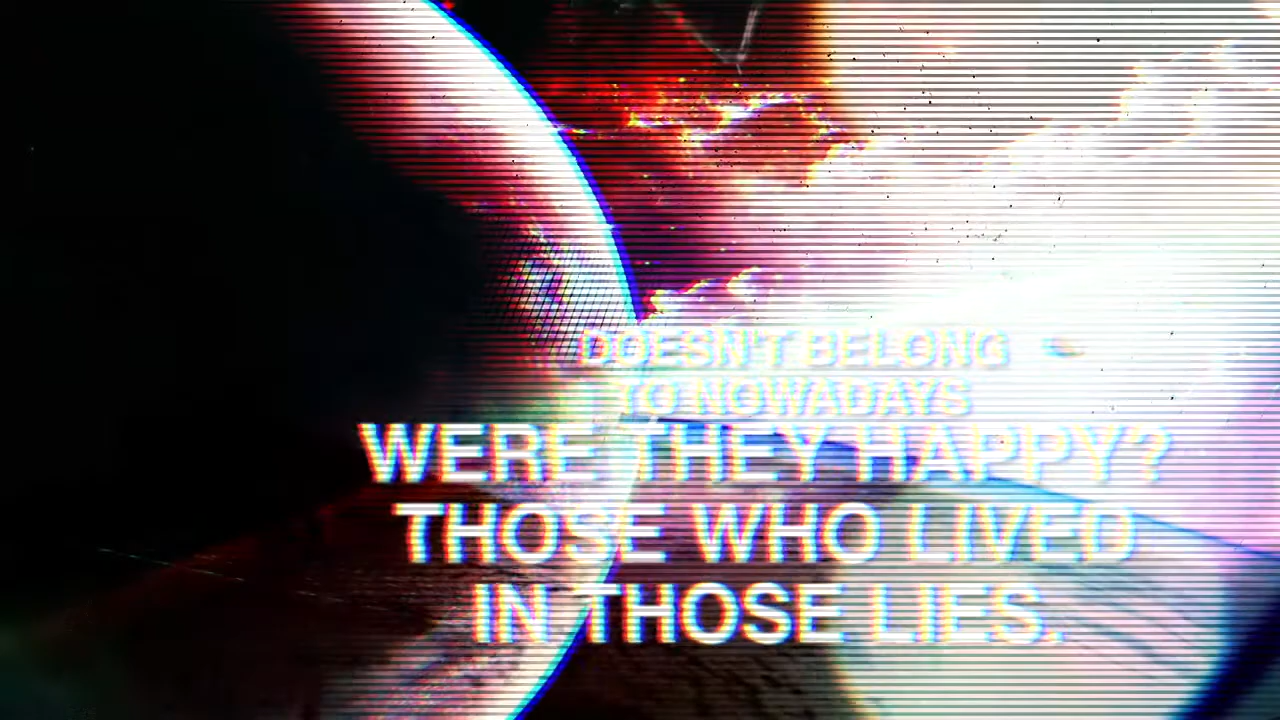 DOESN'T BELONG
TO NOWADAYS
WERE THEY HAPPY?
THOSE WHO LIVED
IN THOSE LIES.